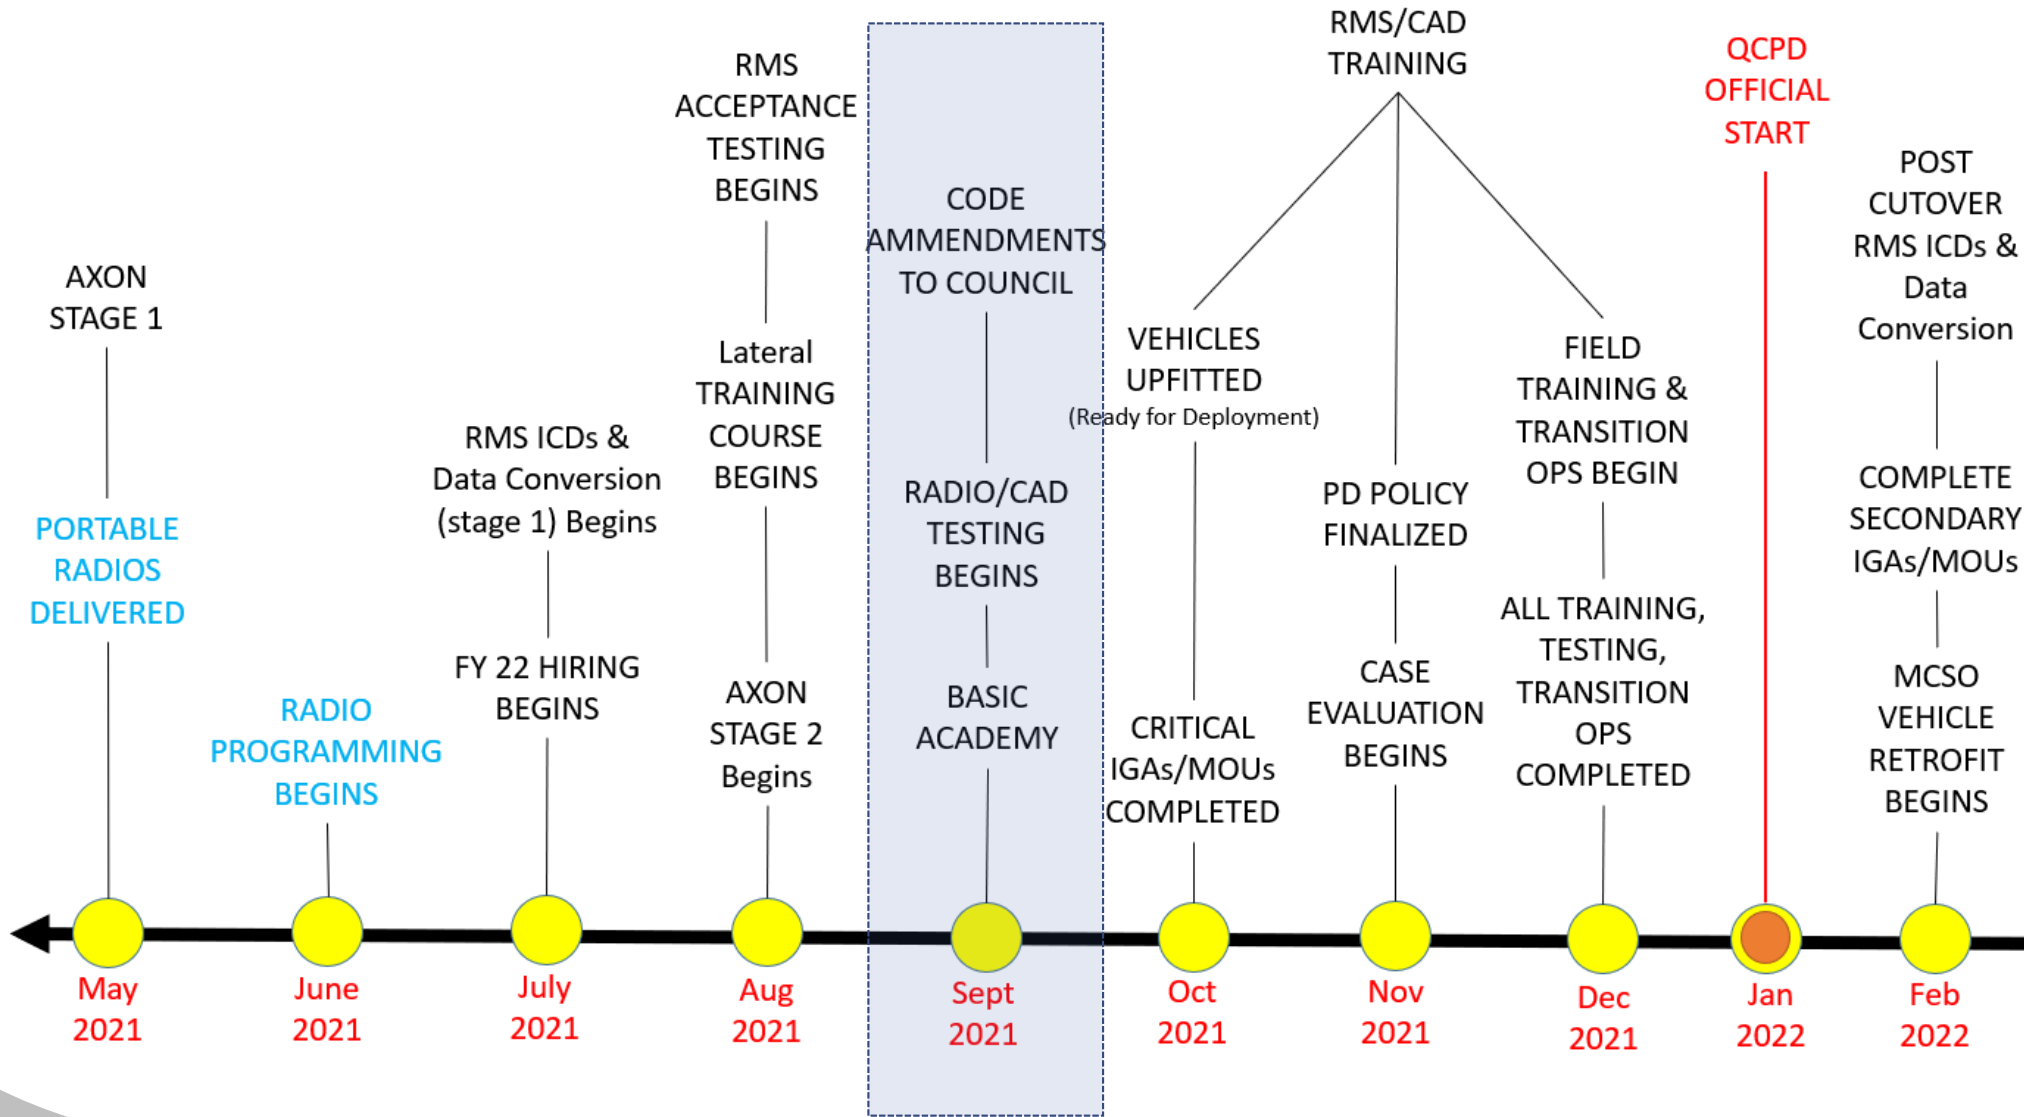 AXON
STAGE 1
PORTABLE
RADIOS
DELIVERED
May
2021
RADIO
PROGRAMMING
BEGINS
June
2021
RMS ICDs &
Data Conversion
(stage 1) Begins
FY 22 HIRING
BEGINS
July
2021
RMS
ACCEPTANCE
TESTING
BEGINS
Lateral
TRAINING
COURSE
BEGINS
AXON
STAGE 2
Begins
Aug
2021
CODE
AMMENDMENTS
TO COUNCIL
RADIO/CAD
TESTING
BEGINS
BASIC
ACADEMY
Sept
2021
RMS/CAD
TRAINING
VEHICLES
UPFITTED
(Ready for Deployment)
CRITICAL
IGAs/MOUs
COMPLETED
Oct
2021
PD POLICY
FINALIZED
CASE
EVALUATION
BEGINS
Nov
2021
FIELD
TRAINING &
TRANSITION
OPS BEGIN
ALL TRAINING,
TESTING,
TRANSITION
OPS
COMPLETED
Dec
2021
QCPD
OFFICIAL
START
Jan
2022
POST
CUTOVER
RMS ICDs &
Data
Conversion
COMPLETE
SECONDARY
IGAs/MOUs
MCSO
VEHICLE
RETROFIT
BEGINS
Feb
2022